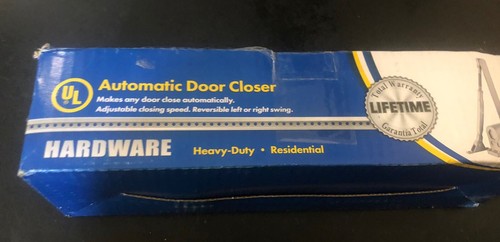 UL
Automatic Door Closer
Makes any door close automatically.
Adjustable closing speed. Reversible left or right swing.
Total Warranty
LIFETIME
Garantía Total
HARDWARE
Heavy-Duty • Residential